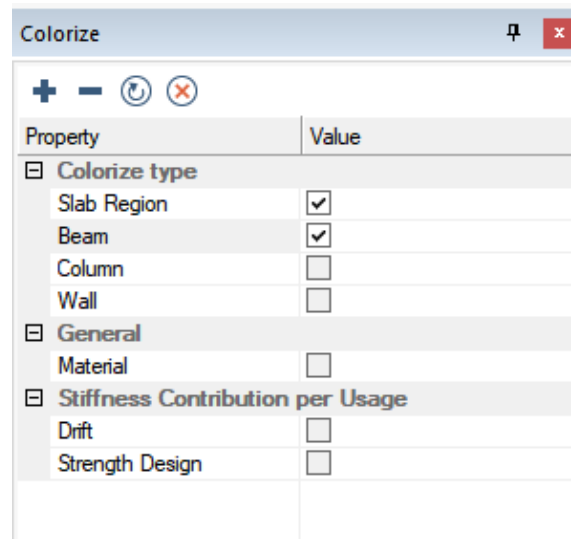 Colorize
Property Value
Colorize type
Slab Region
Beam
Column
Wall
General
Material
Stiffness Contribution per Usage
Drift
Strength Design